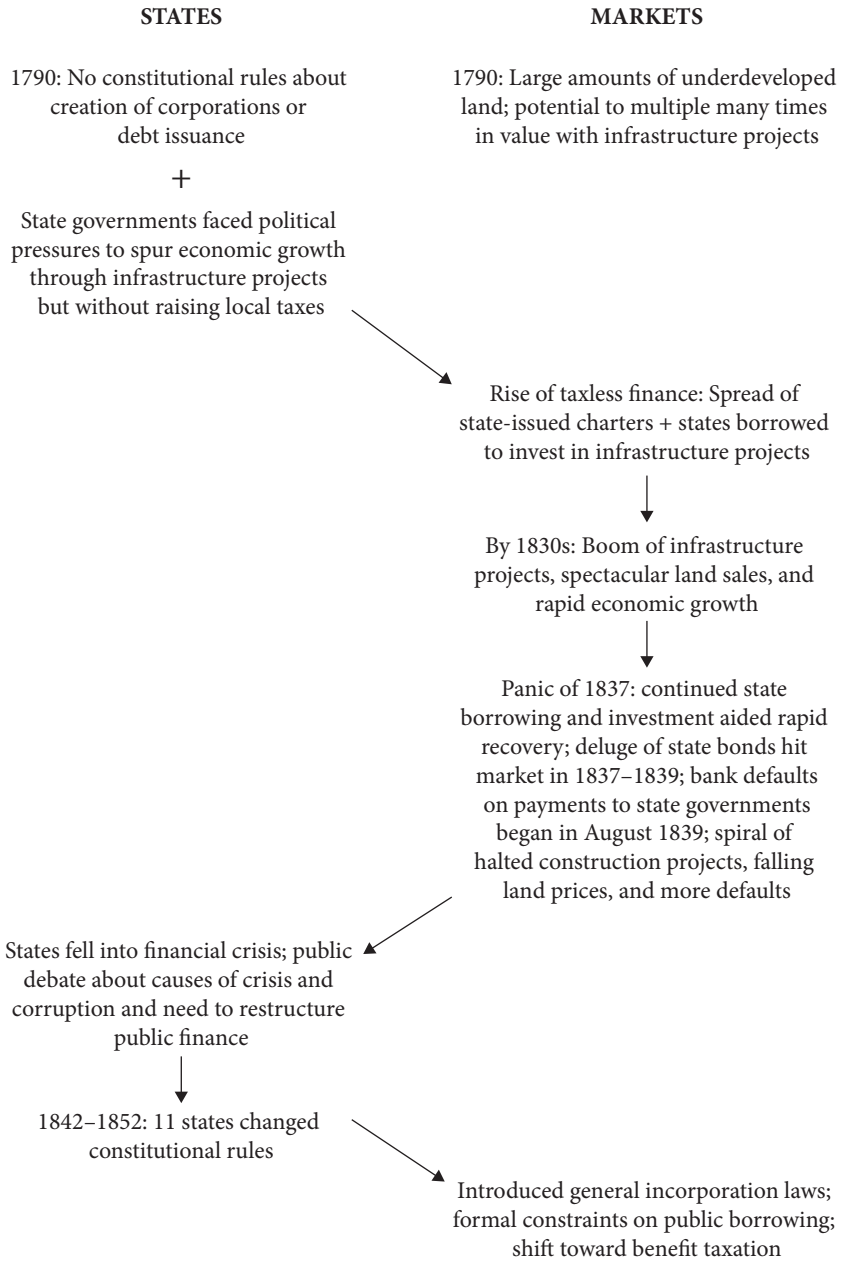 STATES
MARKETS
1790: No constitutional rules about
creation of corporations or
debt issuance
1790: Large amounts of underdeveloped
land; potential to multiple many times
in value with infrastructure projects
+
State governments faced political
pressures to spur economic growth
through infrastructure projects
but without raising local taxes
Rise of taxless finance: Spread of
state-issued charters + states borrowed
to invest in infrastructure projects
By 1830s: Boom of infrastructure
projects, spectacular land sales, and
rapid economic growth
Panic of 1837: continued state
borrowing and investment aided rapid
recovery; deluge of state bonds hit
market in 1837–1839; bank defaults
on payments to state governments
began in August 1839; spiral of
halted construction projects, falling
land prices, and more defaults
States fell into financial crisis; public
debate about causes of crisis and
corruption and need to restructure
public finance
1842–1852: 11 states changed
constitutional rules
Introduced general incorporation laws;
formal constraints on public borrowing;
shift toward benefit taxation